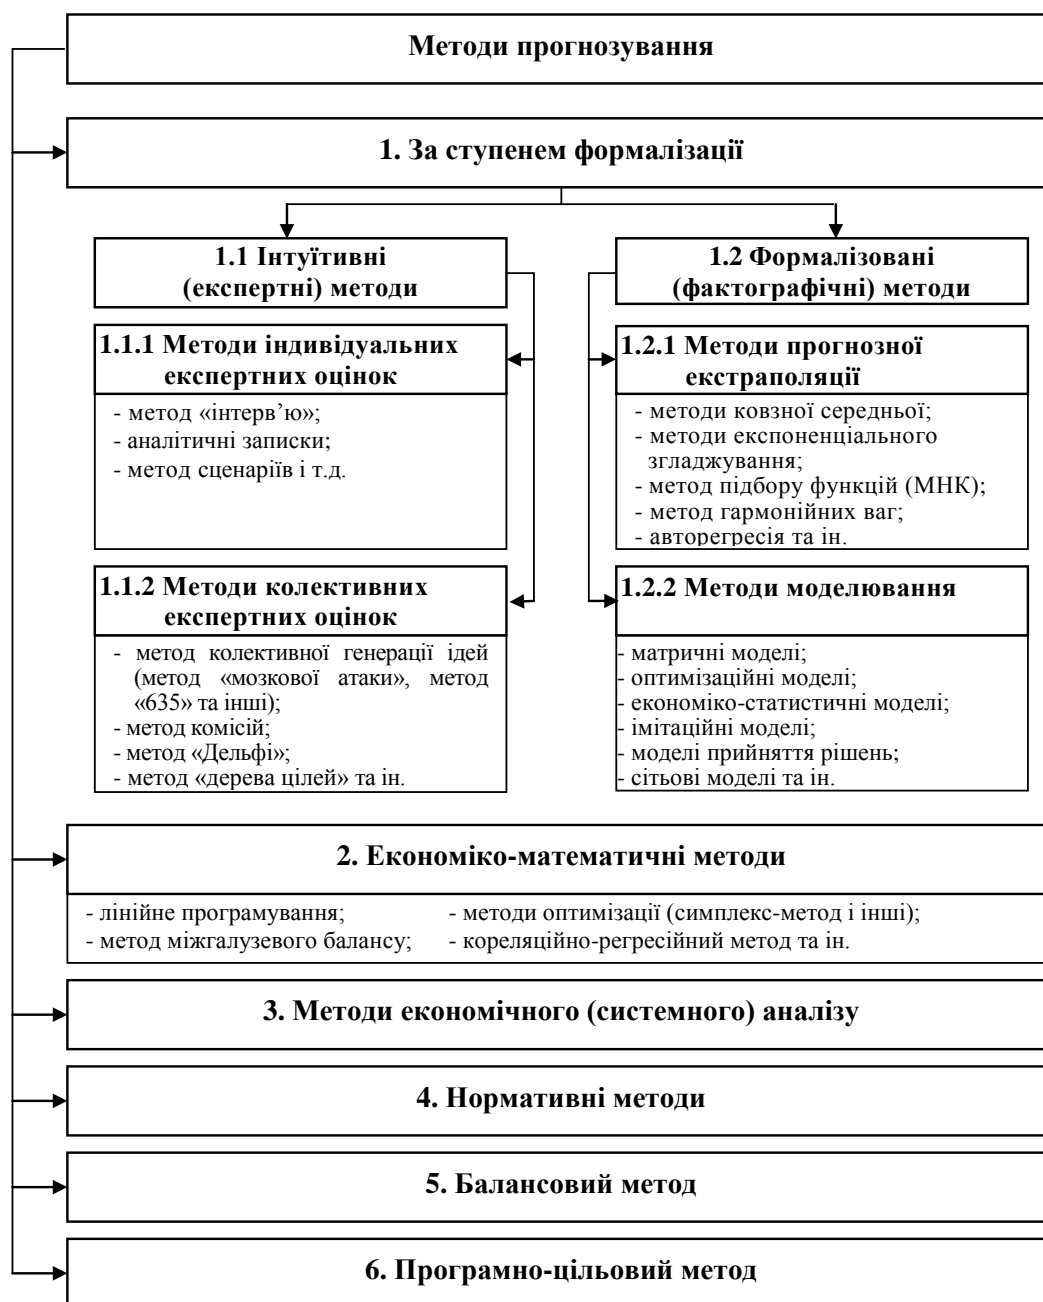 Методи прогнозування
1. За ступенем формалізації
1.1 Інтуїтивні
(експертні) методи
1.1.1 Методи індивідуальних
експертних оцінок
- метод «інтерв’ю»;
- аналітичні записки;
- метод сценаріїв і т.д.
1.1.2 Методи колективних
експертних оцінок
- метод колективної генерації ідей
(метод «мозкової атаки», метод
«635» та інші);
- метод комісій;
- метод «Дельфі»;
- метод «дерева цілей» та ін.
1.2 Формалізовані
(фактографічні) методи
1.2.1 Методи прогнозної
екстраполяції
- методи ковзної середньої;
- методи експоненціального
згладжування;
- метод підбору функцій (МНК);
- метод гармонійних ваг;
- авторегресія та ін.
1.2.2 Методи моделювання
- матричні моделі;
- оптимізаційні моделі;
- економіко-статистичні моделі;
- імітаційні моделі;
- моделі прийняття рішень;
- сітьові моделі та ін.
2. Економіко-математичні методи
- лінійне програмування;
- методи оптимізації (симплекс-метод і інші);
- метод міжгалузевого балансу;
- кореляційно-регресійний метод та ін.
3. Методи економічного (системного) аналізу
4. Нормативні методи
5. Балансовий метод
6. Програмно-цільовий метод